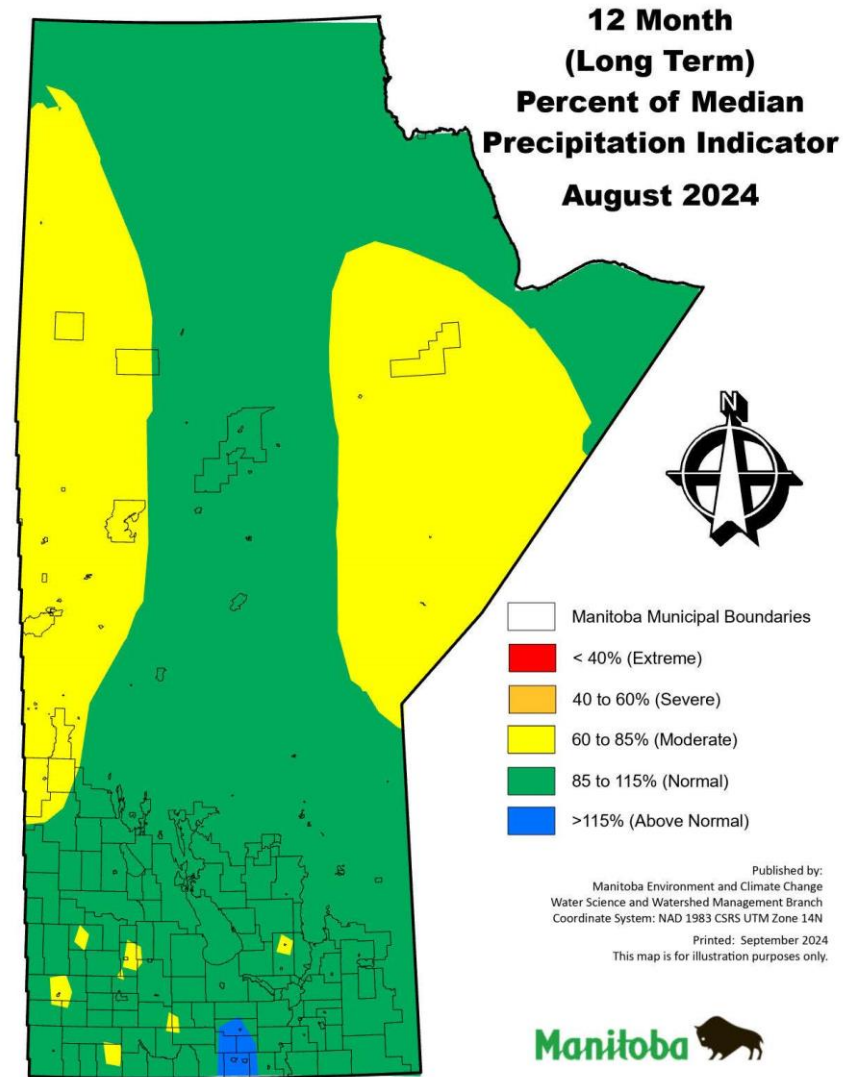 12 Month
(Long Term)
Percent of Median
Precipitation Indicator
August 2024
N
Manitoba Municipal Boundaries
< 40% (Extreme)
40 to 60% (Severe)
60 to 85% (Moderate)
85 to 115% (Normal)
>115% (Above Normal)
Published by:
Manitoba Environment and Climate Change
Water Science and Watershed Management Branch
Coordinate System: NAD 1983 CSRS UTM Zone 14N
Printed: September 2024
This map is for illustration purposes only.
Manitoba